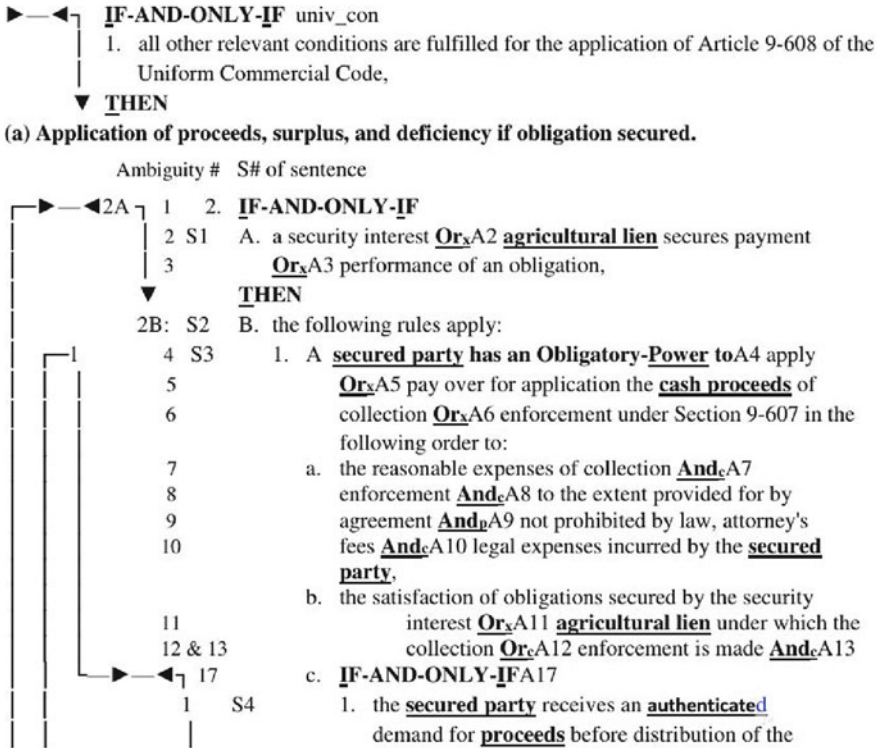 IF-AND-ONLY-IF univ_con
1. all other relevant conditions are fulfilled for the application of Article 9-608 of the
Uniform Commercial Code,
THEN
(a) Application of proceeds, surplus, and deficiency if obligation secured.
Ambiguity # S# of sentence
2A 1 2. IF-AND-ONLY-IF
2 S1 A. a security interest OrxA2 agricultural lien secures payment
3 OrxA3 performance of an obligation,
THEN
2B: S2 B. the following rules apply:
1 4 S3 1. A secured party has an Obligatory-Power toA4 apply
5 OrxA5 pay over for application the cash proceeds of
6 collection OrxA6 enforcement under Section 9-607 in the
following order to:
7 a. the reasonable expenses of collection AndcA7
8 enforcement AndcA8 to the extent provided for by
9 agreement AndpA9 not prohibited by law, attorney's
10 fees AndcA10 legal expenses incurred by the secured
party,
b. the satisfaction of obligations secured by the security
11 interest OrxA11 agricultural lien under which the
12 & 13 collection OrcA12 enforcement is made AndcA13
17 c. IF-AND-ONLY-IFA17
1 S4 1. the secured party receives an authenticated
demand for proceeds before distribution of the